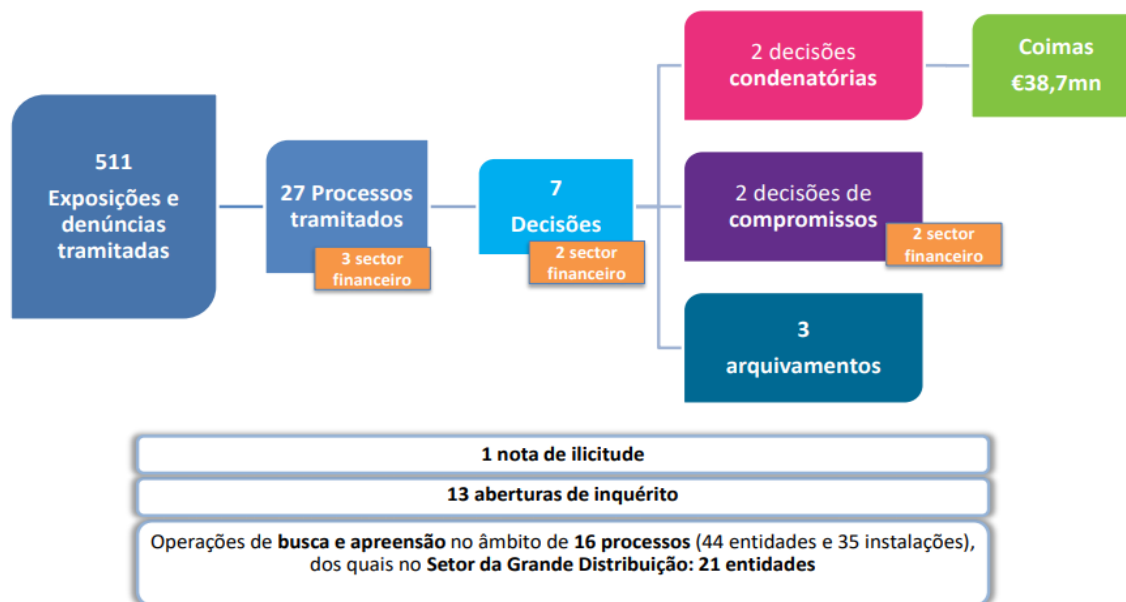 511
Exposições e
denúncias
tramitadas
27 Processos
tramitados
3 sector
financeiro
7
Decisões
2 sector
financeiro
2 decisões
condenatórias
Coimas
€38,7mn
2 decisões de
compromissos
2 sector
financeiro
3
arquivamentos
1 nota de ilicitude
13 aberturas de inquérito
Operações de busca e apreensão no âmbito de 16 processos (44 entidades e 35 instalações),
dos quais no Setor da Grande Distribuição: 21 entidades